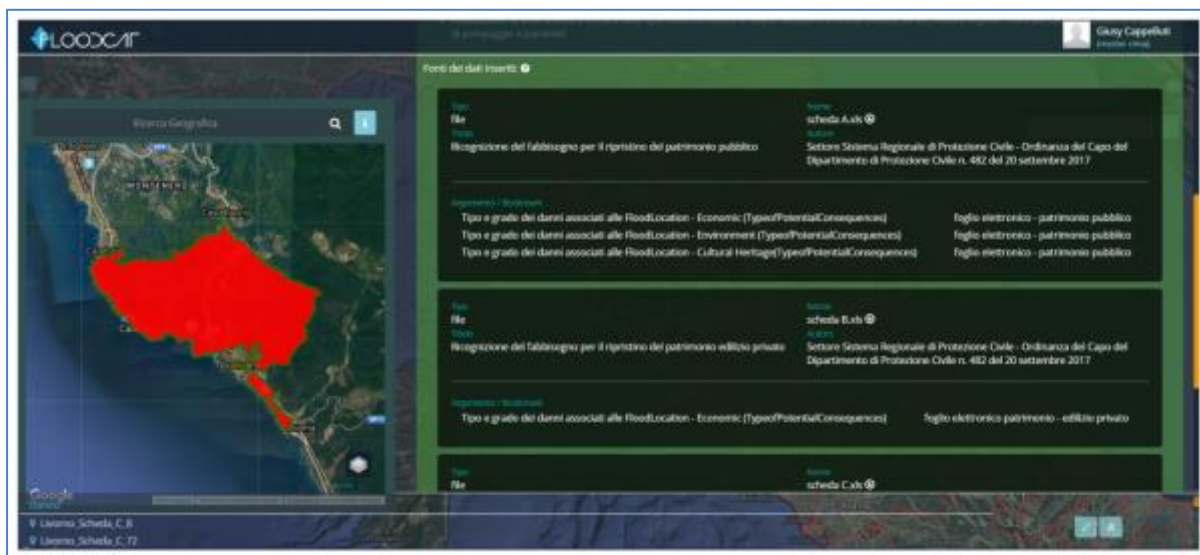 FLOODCAT
di pompaggio e paratoie)
Giusy Cappelluti
Fonti dei dati inseriti:
Ricerca Geografica
MONTENERO
Google
Danno
Livorno_Scheda_C_8
Livorno_Scheda_C_72
Tipo
file
Nome
scheda A.xls
Titolo
Ricognizione del fabbisogno per il ripristino del patrimonio pubblico
Autore
Settore Sistema Regionale di Protezione Civile - Ordinanza del Capo del
Dipartimento di Protezione Civile n. 482 del 20 settembre 2017
Argomento / Bookmark
Tipo e grado dei danni associati alle FloodLocation - Economic (TypeofPotentialConsequences) foglio elettronico - patrimonio pubblico
Tipo e grado dei danni associati alle FloodLocation - Environment (TypeofPotentialConsequences) foglio elettronico - patrimonio pubblico
Tipo e grado dei danni associati alle FloodLocation - Cultural Heritage(TypeofPotentialConsequences) foglio elettronico - patrimonio pubblico
Tipo
file
Nome
scheda B.xls
Titolo
Ricognizione del fabbisogno per il ripristino del patrimonio edilizio privato
Autore
Settore Sistema Regionale di Protezione Civile - Ordinanza del Capo del
Dipartimento di Protezione Civile n. 482 del 20 settembre 2017
Argomento / Bookmark
Tipo e grado dei danni associati alle FloodLocation - Economic (TypeofPotentialConsequences) foglio elettronico patrimonio - edilizio privato
Tipo
file
Nome
scheda C.xls